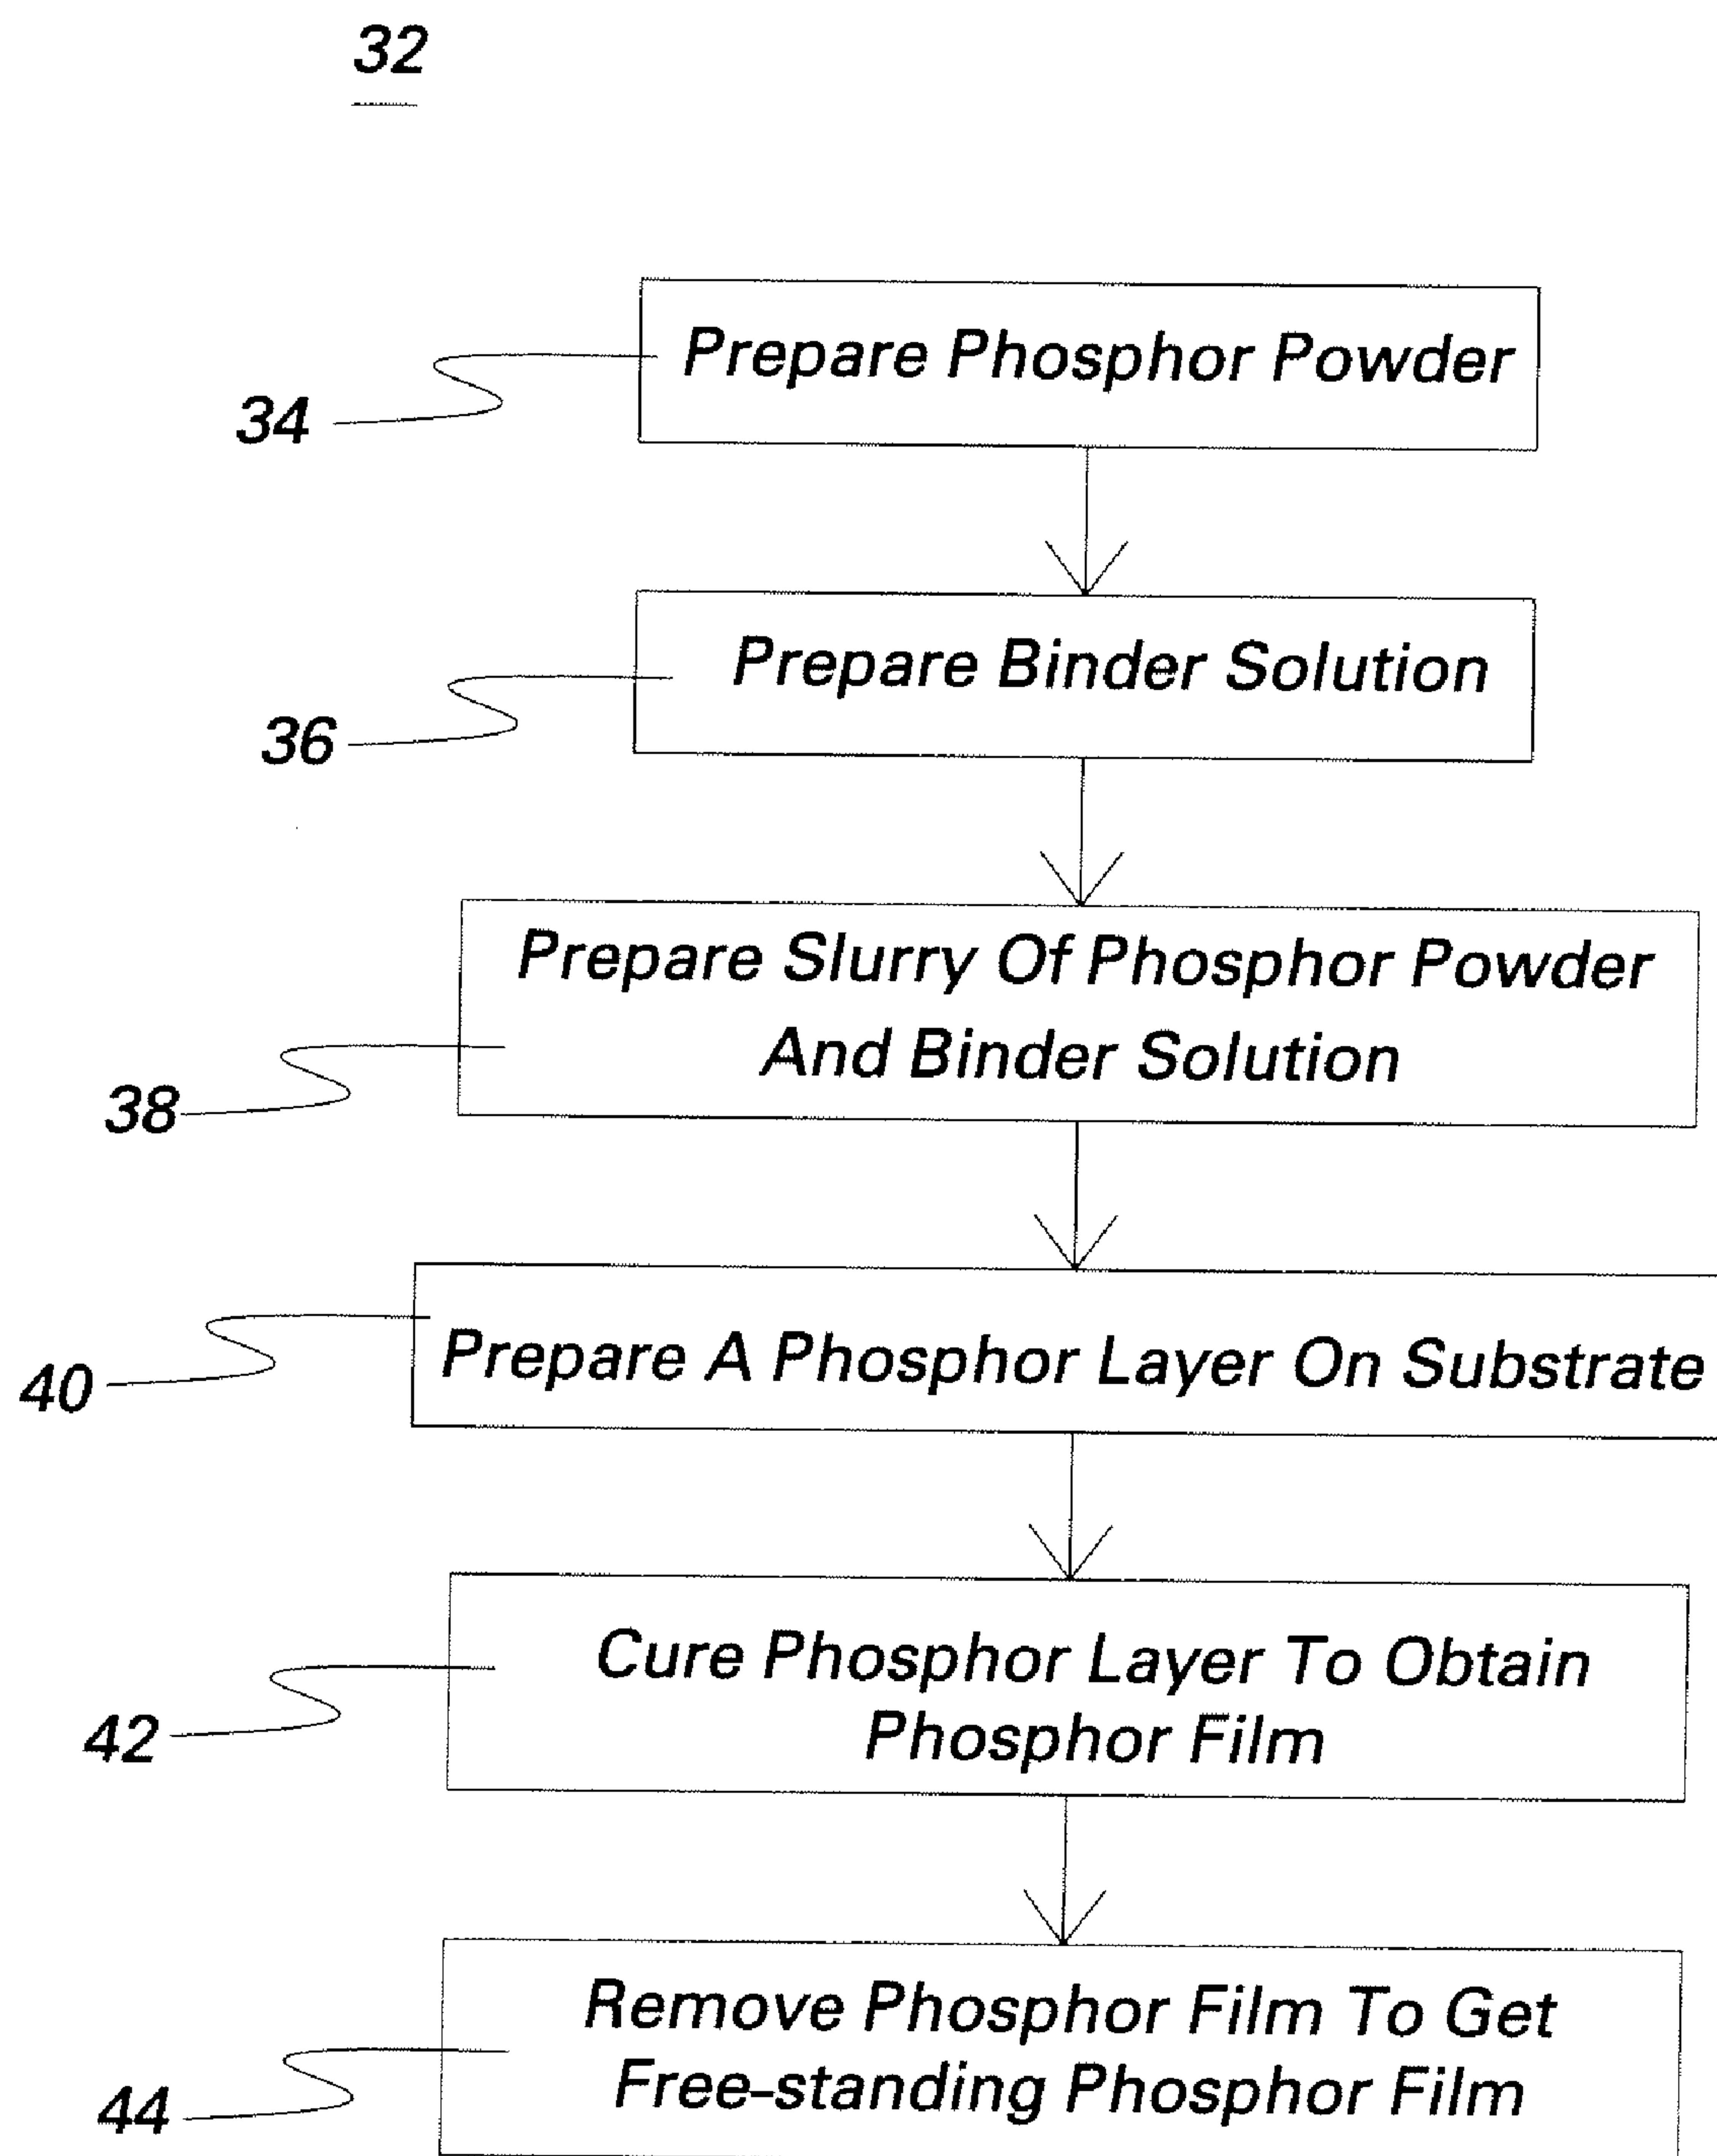 32
Prepare Phosphor Powder
34
Prepare Binder Solution
36
Prepare Slurry Of Phosphor Powder
And Binder Solution
38
Prepare A Phosphor Layer On Substrate
40
Cure Phosphor Layer To Obtain
Phosphor Film
42
Remove Phosphor Film To Get
Free-standing Phosphor Film
44